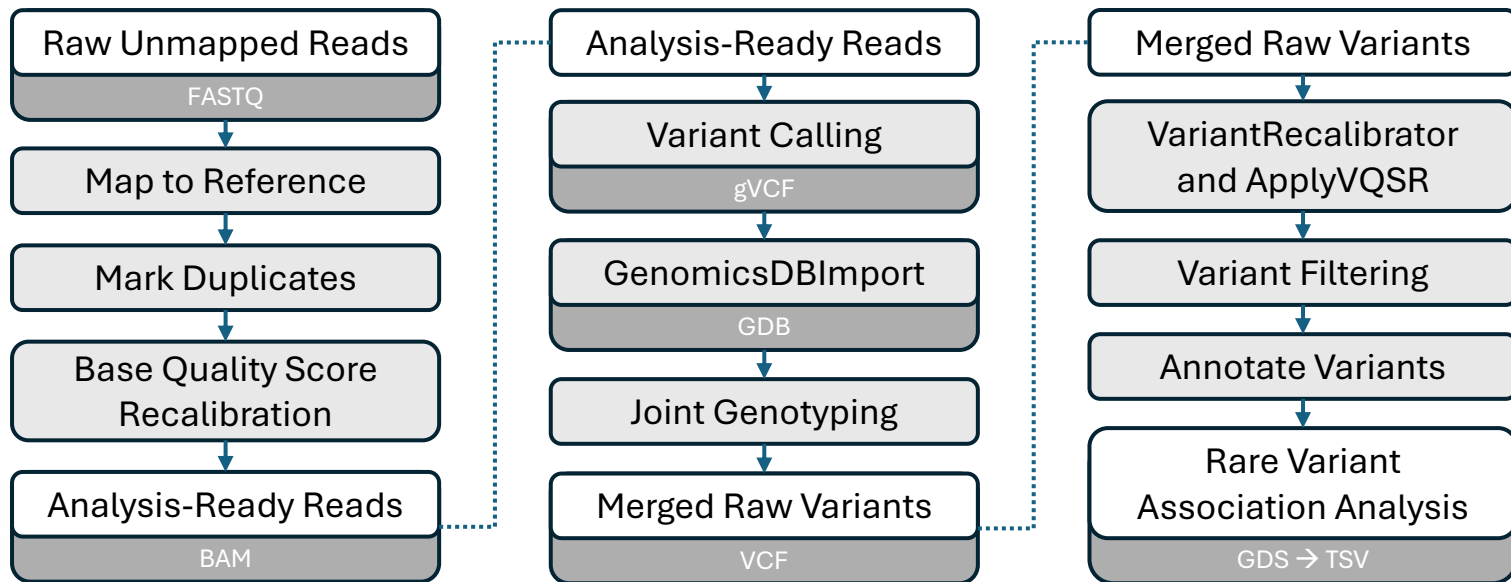 Raw Unmapped Reads
FASTQ
Map to Reference
Mark Duplicates
Base Quality Score
Recalibration
Analysis-Ready Reads
BAM
Analysis-Ready Reads
Variant Calling
gVCF
GenomicsDBImport
GDB
Joint Genotyping
Merged Raw Variants
VCF
Merged Raw Variants
VariantRecalibrator
and ApplyVQSR
Variant Filtering
Annotate Variants
Rare Variant
Association Analysis
GDS → TSV